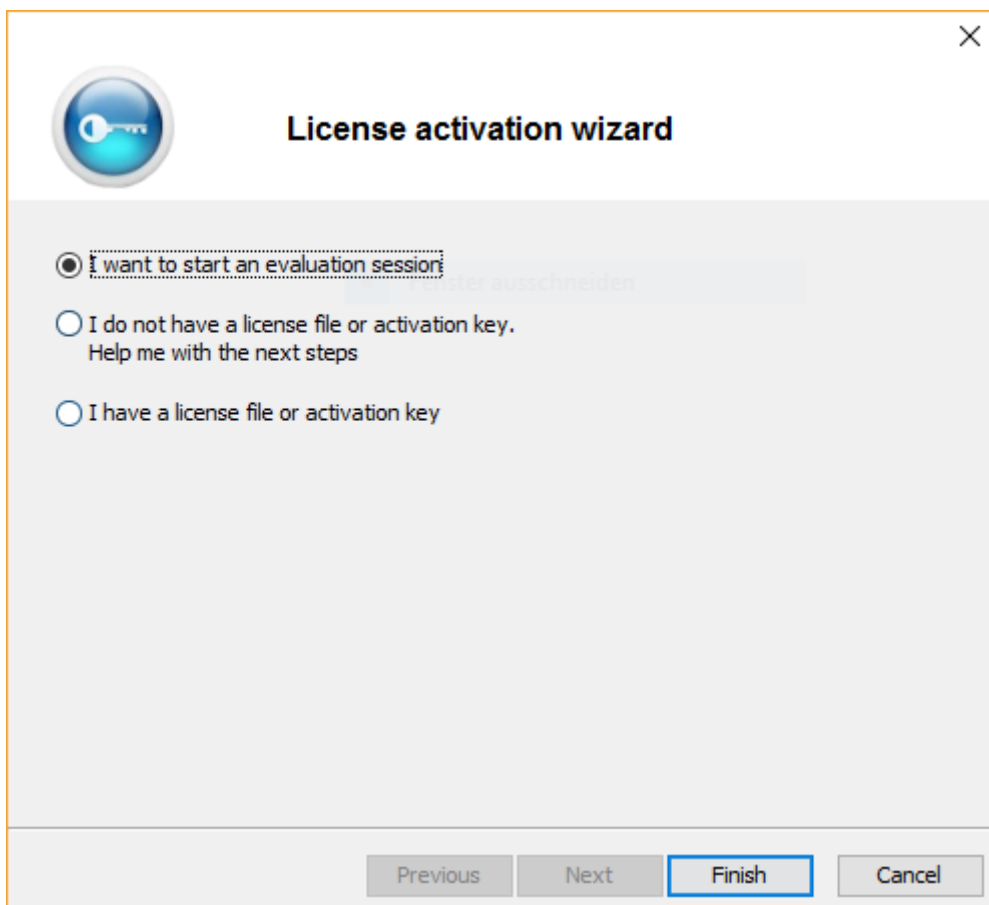 License activation wizard
I want to start an evaluation session
Fenster ausschneiden
I do not have a license file or activation key.
Help me with the next steps
I have a license file or activation key
Previous
Next
Finish
Cancel